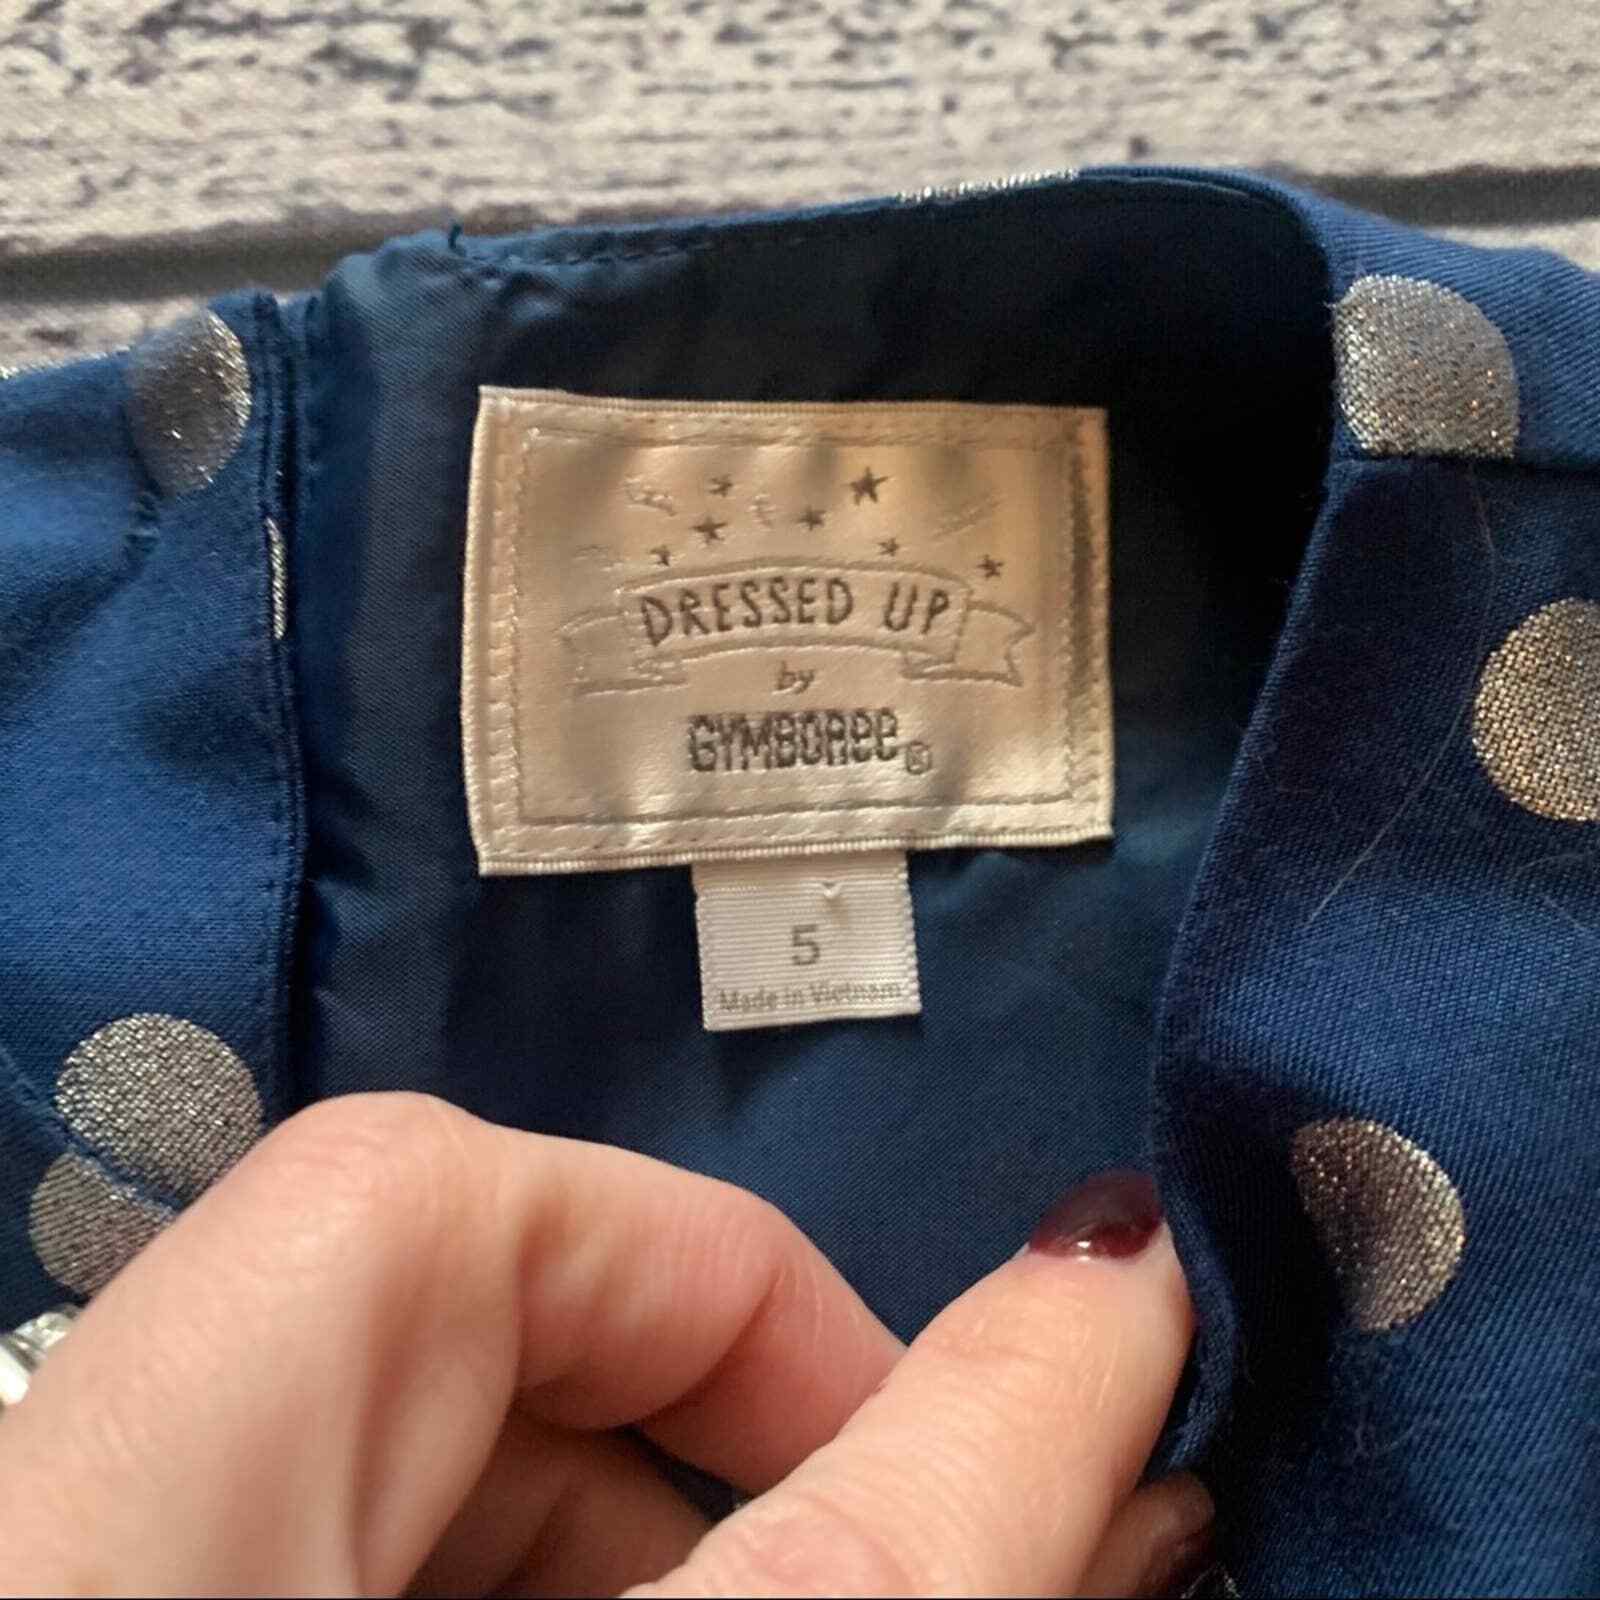 DRESSED UP
by
GYMBOREE®
5
Made in Vietnam